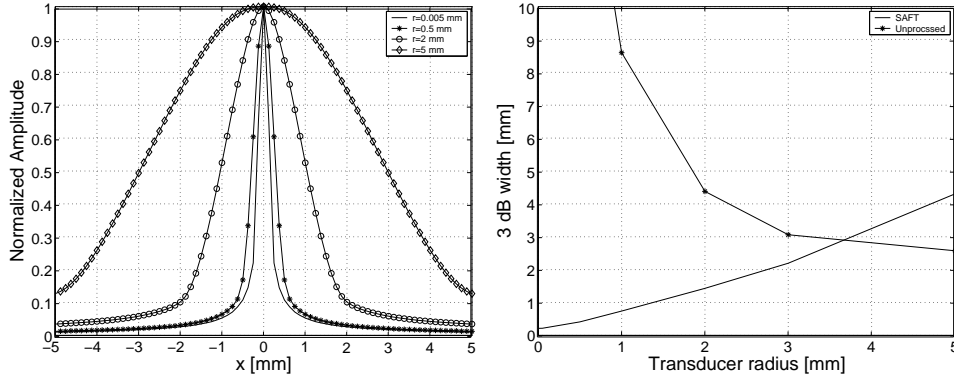 1
0.9
0.8
0.7
0.6
0.5
0.4
0.3
0.2
0.1
0
Normalized Amplitude
−5 −4 −3 −2 −1 0 1 2 3 4 5
x [mm]
r=0.005 mm
r=0.5 mm
r=2 mm
r=5 mm
10
9
8
7
6
5
4
3
2
1
0
3 dB width [mm]
0 1 2 3 4 5
Transducer radius [mm]
SAFT
Unprocssed